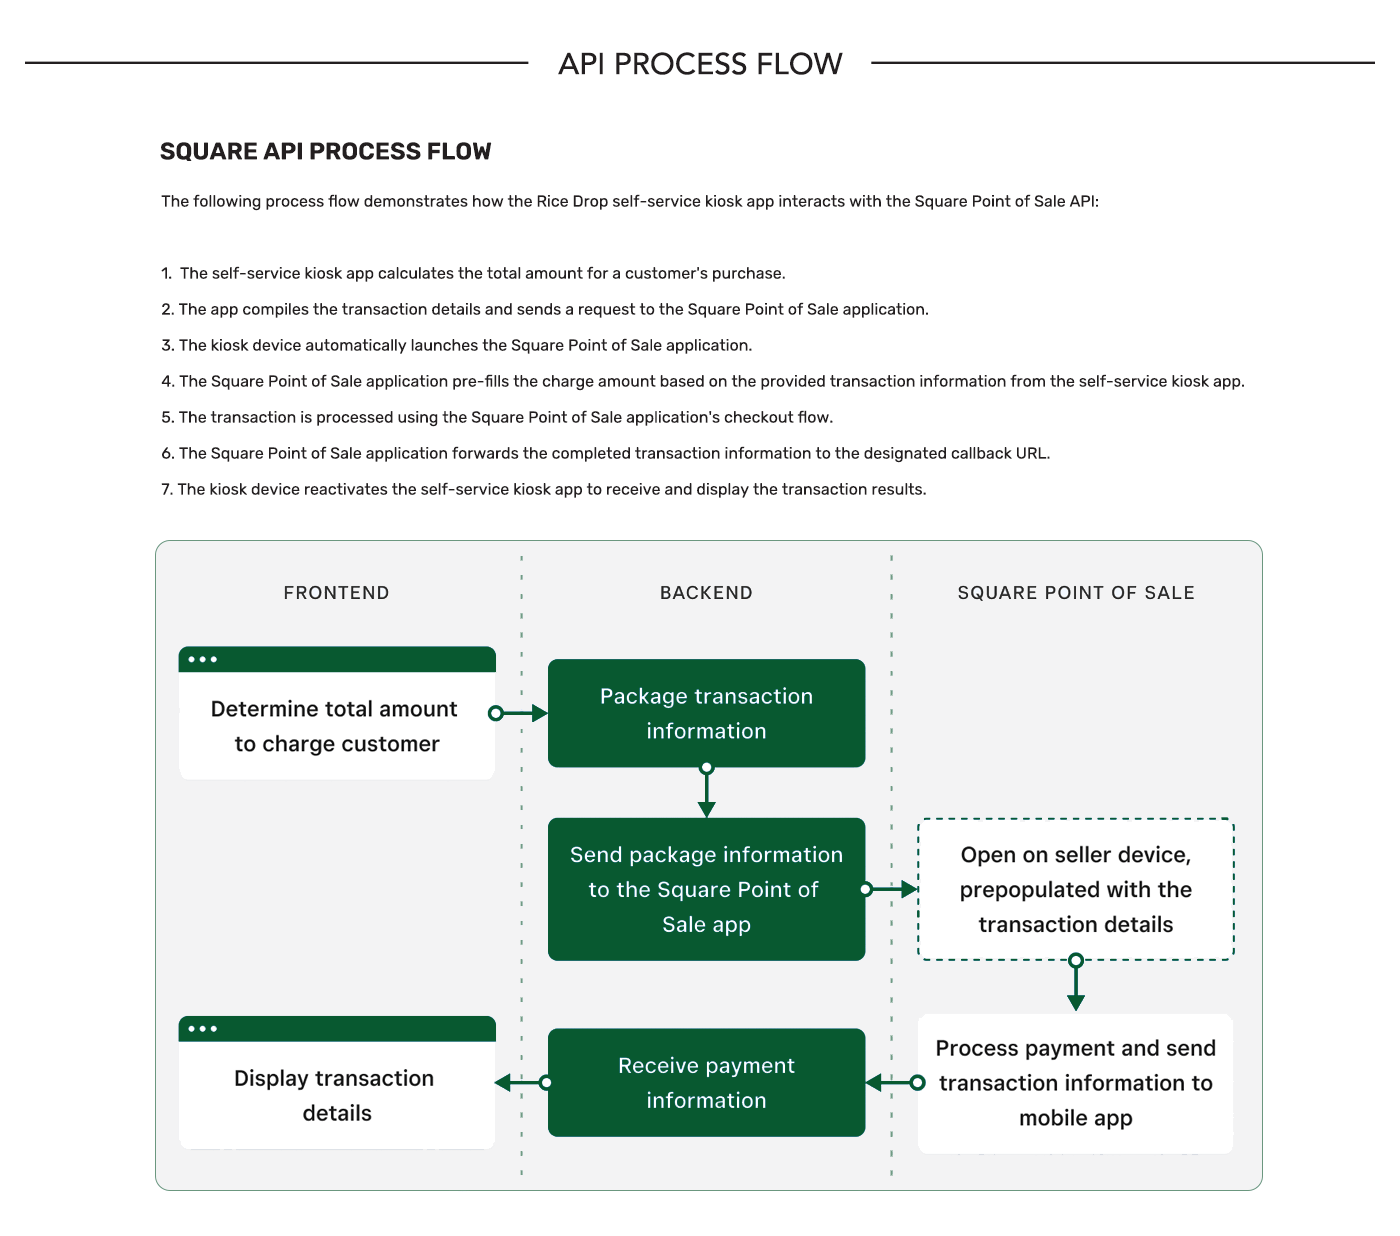 API PROCESS FLOW
SQUARE API PROCESS FLOW
The following process flow demonstrates how the Rice Drop self-service kiosk app interacts with the Square Point of Sale API:
1. The self-service kiosk app calculates the total amount for a customer's purchase.
2. The app compiles the transaction details and sends a request to the Square Point of Sale application.
3. The kiosk device automatically launches the Square Point of Sale application.
4. The Square Point of Sale application pre-fills the charge amount based on the provided transaction information from the self-service kiosk app.
5. The transaction is processed using the Square Point of Sale application's checkout flow.
6. The Square Point of Sale application forwards the completed transaction information to the designated callback URL.
7. The kiosk device reactivates the self-service kiosk app to receive and display the transaction results.
FRONTEND
BACKEND
SQUARE POINT OF SALE
Determine total amount
to charge customer
Package transaction
information
Send package information
to the Square Point of
Sale app
Open on seller device,
prepopulated with the
transaction details
Display transaction
details
Receive payment
information
Process payment and send
transaction information to
mobile app